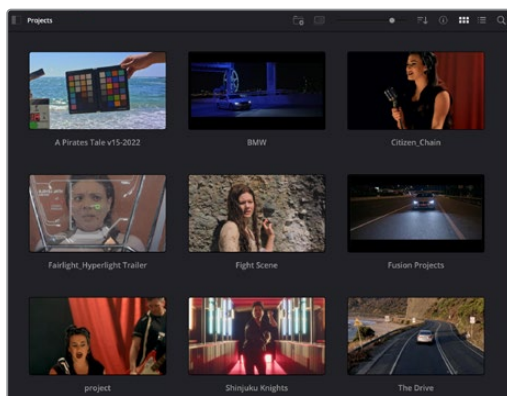 Projects
A Pirates Tale v15-2022
BMW
Citizen_Chain
Fairlight_Hyperlight Trailer
Fight Scene
Fusion Projects
project
Shinjuku Knights
The Drive